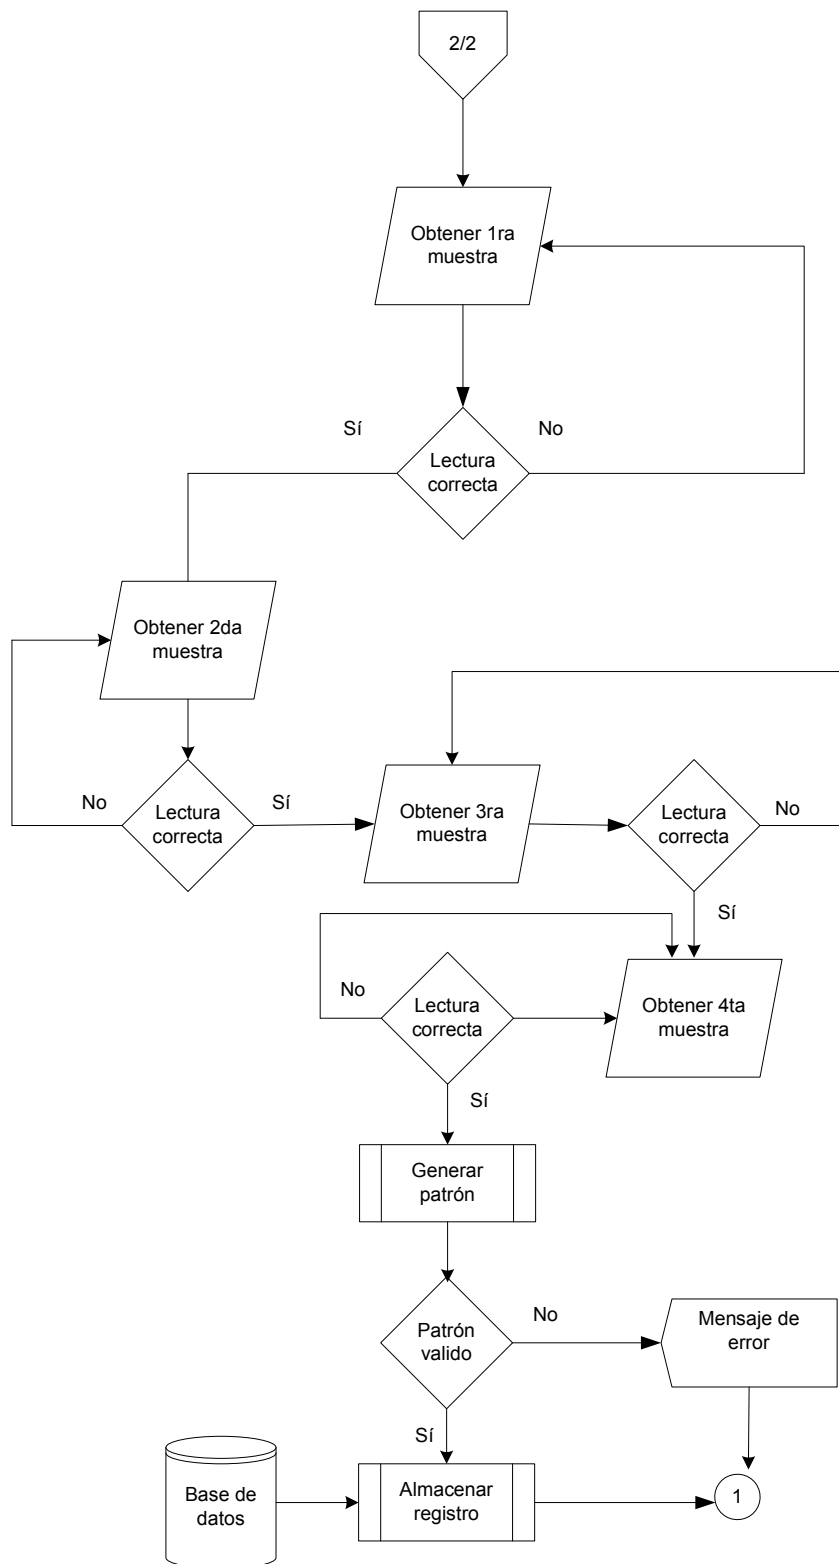 2/2
Obtener 1ra
muestra
Sí
No
Lectura
correcta
Obtener 2da
muestra
No
Lectura
correcta
Sí
Obtener 3ra
muestra
Lectura
correcta
No
Sí
No
Lectura
correcta
Obtener 4ta
muestra
Sí
Generar
patrón
Patrón
valido
No
Mensaje de
error
Sí
Base de
datos
Almacenar
registro
1